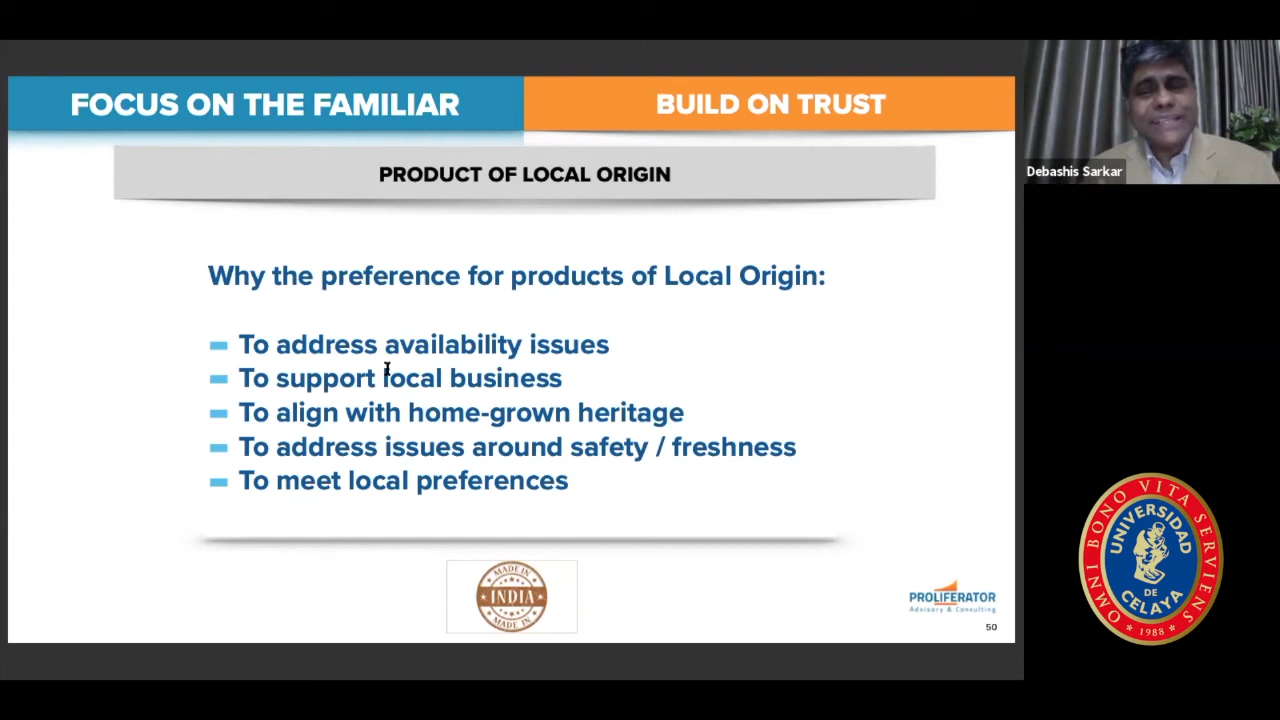 FOCUS ON THE FAMILIAR
BUILD ON TRUST
Debashis Sarkar
PRODUCT OF LOCAL ORIGIN
Why the preference for products of Local Origin:
To address availability issues
To support local business
To align with home-grown heritage
To address issues around safety / freshness
To meet local preferences
MADE IN
INDIA
MADE IN
PROLIFERATOR
Advisory & Consulting
50
OMNI BONO VITA SERVIENS
UNIVERSIDAD
DE
CELAYA
* 1988 *